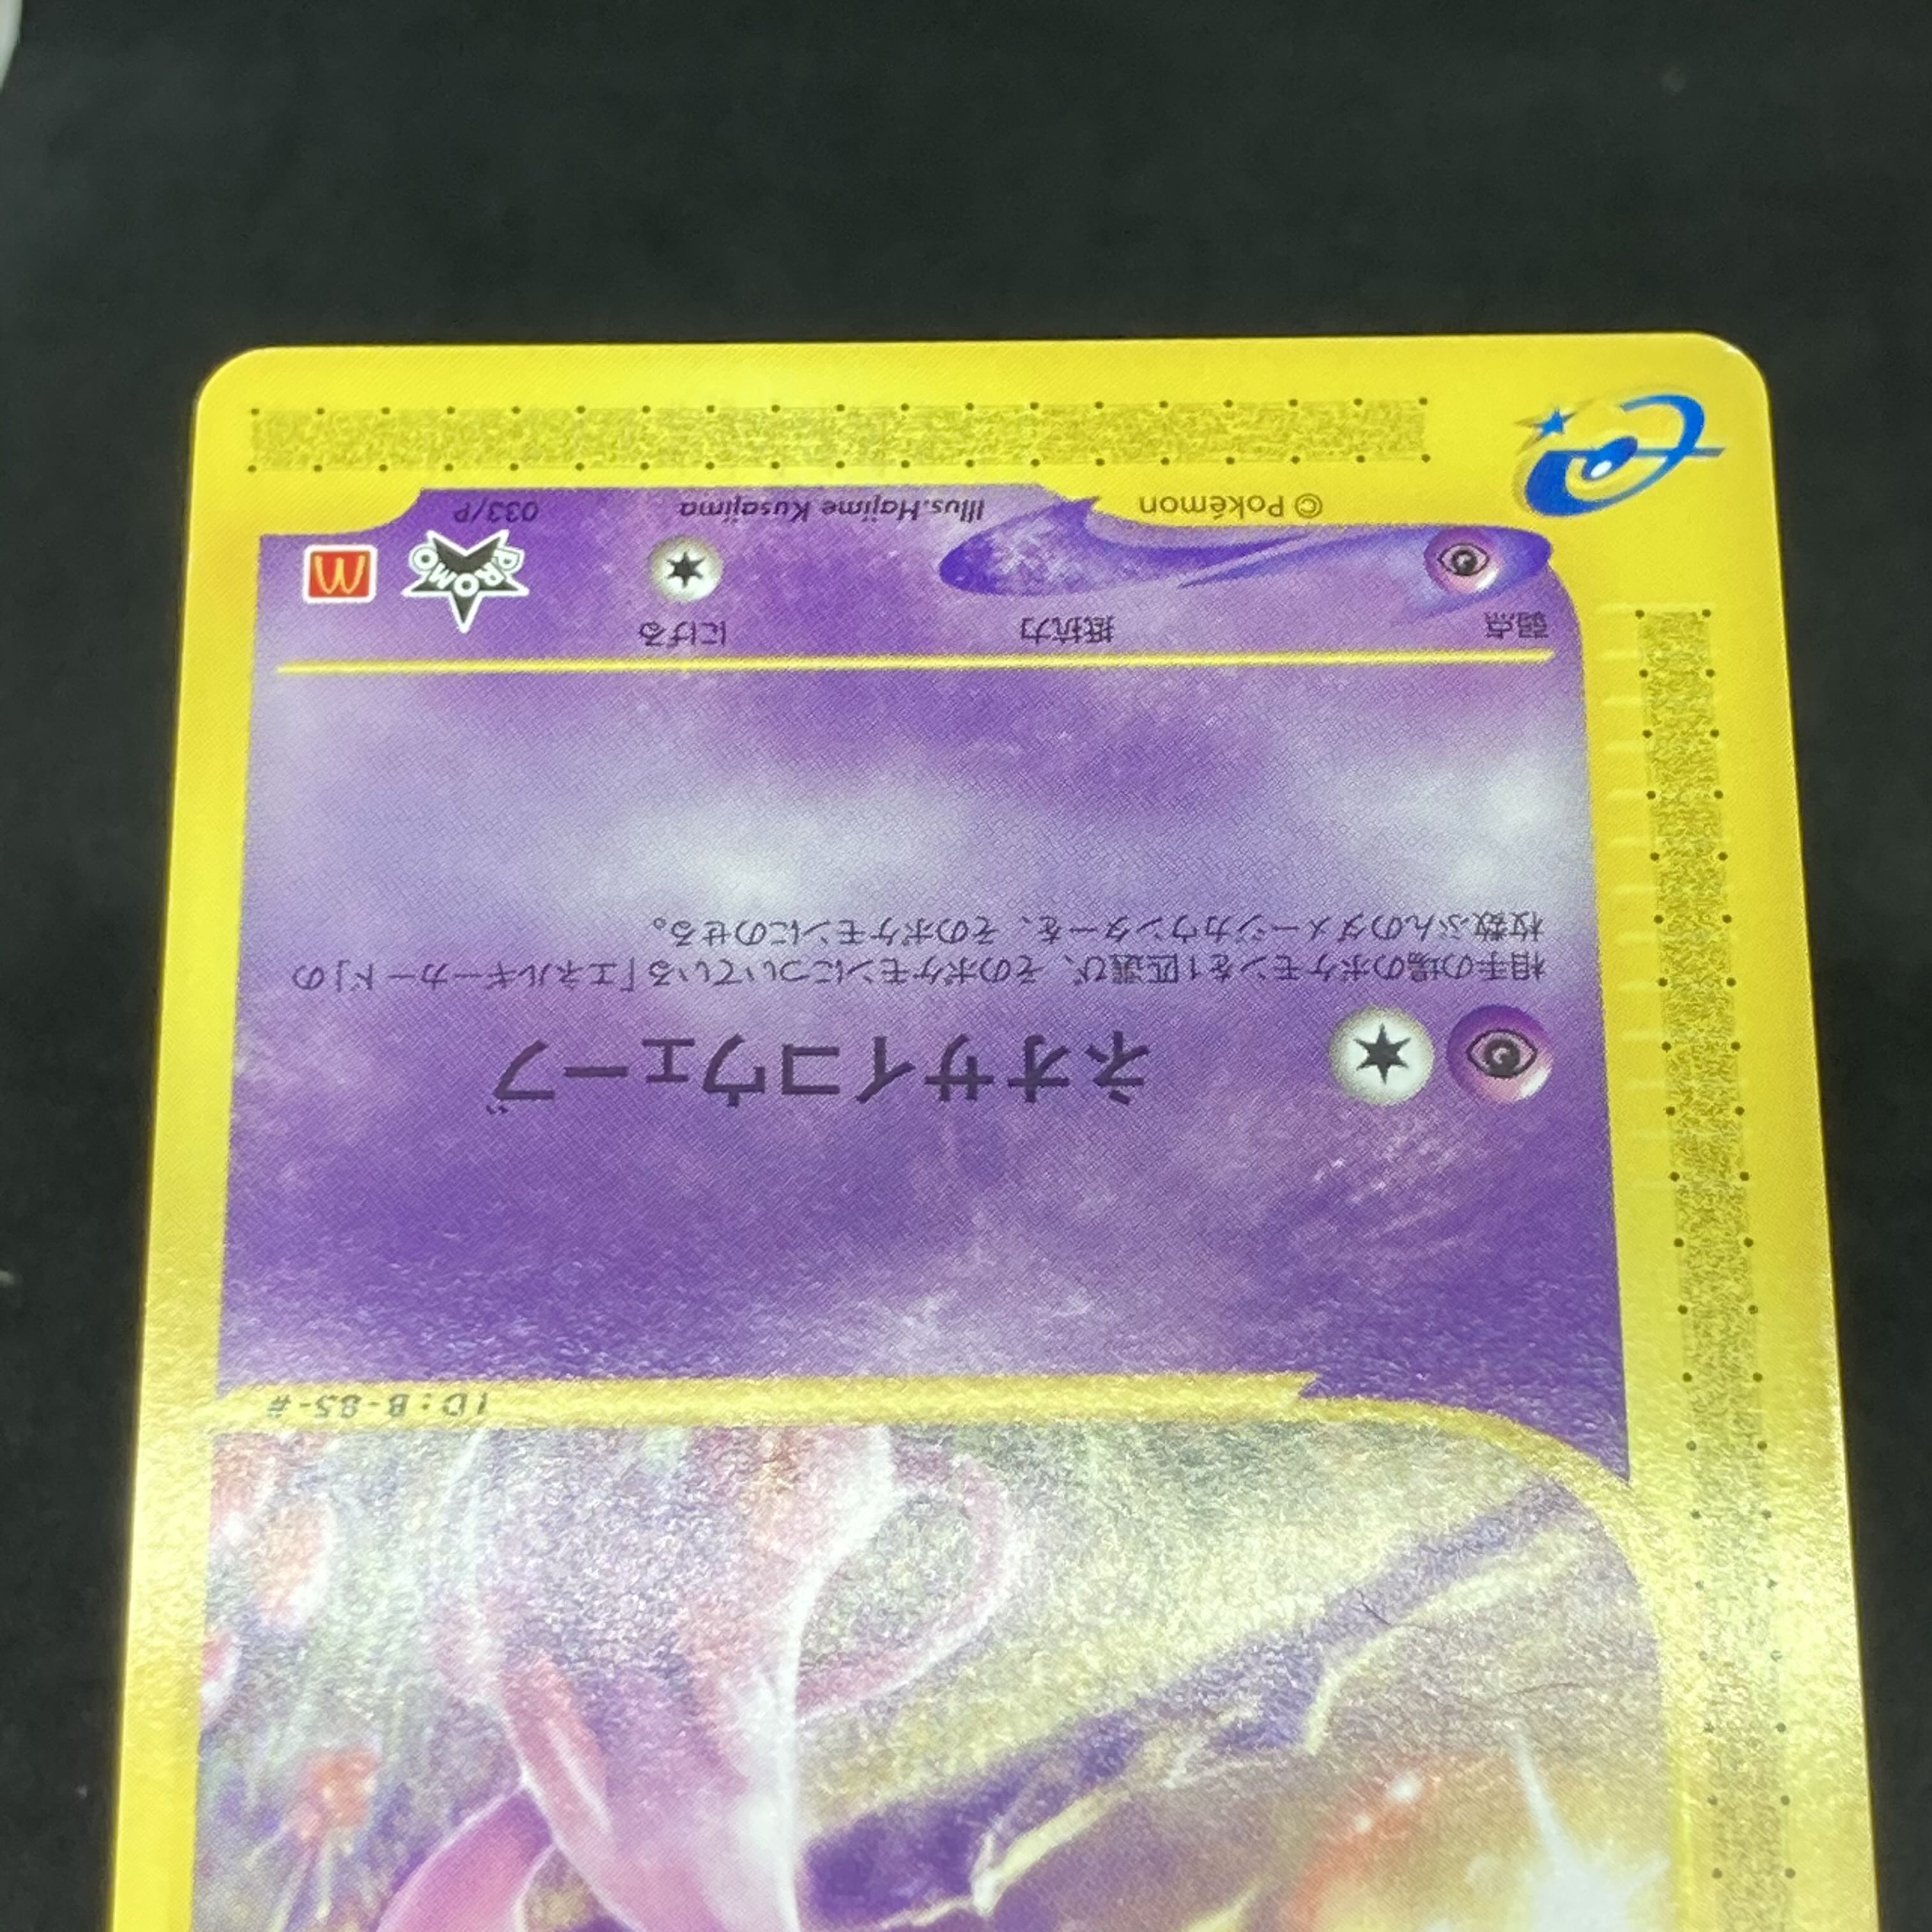 ID:B-85-#
ネオサイコウェーブ
相手の場のポケモンを1匹選び、そのポケモンについている「エネルギーカード」の
枚数ぶんのダメージカウンターを、そのポケモンにのせる。
弱点 抵抗力 にげる
PROMO
© Pokémon Illus.Hajime Kusajima 033/P